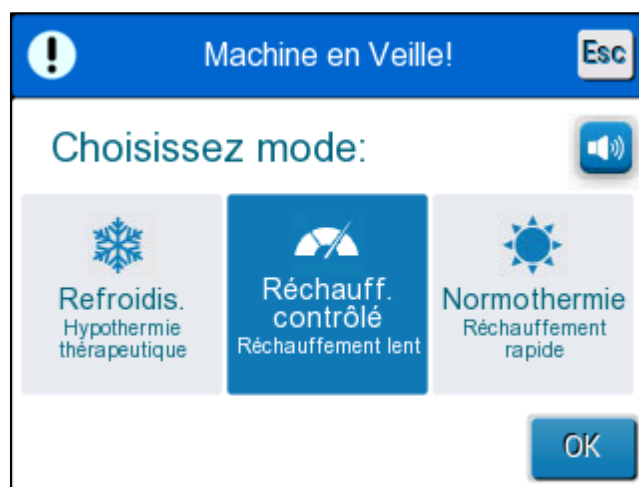 Machine en Veille!
Esc
Choisissez mode:
Refroidis.
Hypothermie
thérapeutique
Réchauff.
contrôlé
Réchauffement lent
Normothermie
Réchauffement
rapide
OK